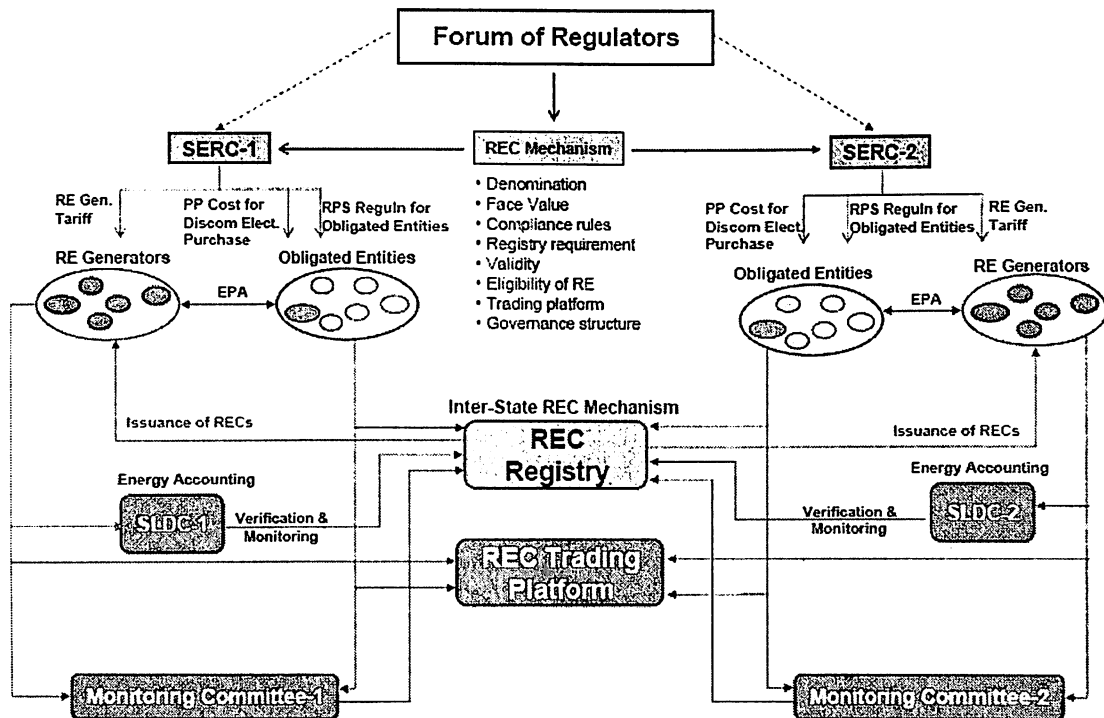 Forum of Regulators
SERC-1
REC Mechanism
SERC-2
• Denomination
• Face Value
• Compliance rules
• Registry requirement
• Validity
• Eligibility of RE
• Trading platform
• Governance structure
RE Gen.
Tariff
PP Cost for
Discom Elect.
Purchase
RPS Reguln for
Obligated Entities
PP Cost for
Discom Elect.
Purchase
RPS Reguln for
Obligated Entities
RE Gen.
Tariff
RE Generators
Obligated Entities
EPA
Obligated Entities
RE Generators
EPA
Issuance of RECs
Inter-State REC Mechanism
REC
Registry
Issuance of RECs
Energy Accounting
SLDC-1
Verification &
Monitoring
Energy Accounting
SLDC-2
Verification &
Monitoring
REC Trading
Platform
Monitoring Committee-1
Monitoring Committee-2